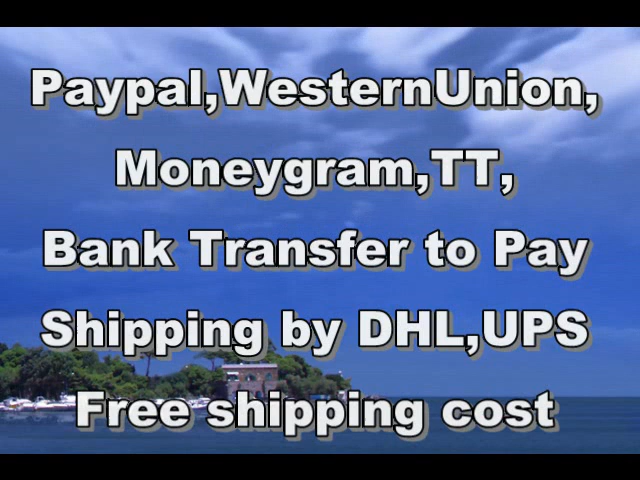 Paypal,WesternUnion,
Moneygram,TT,
Bank Transfer to Pay
Shipping by DHL,UPS
Free shipping cost